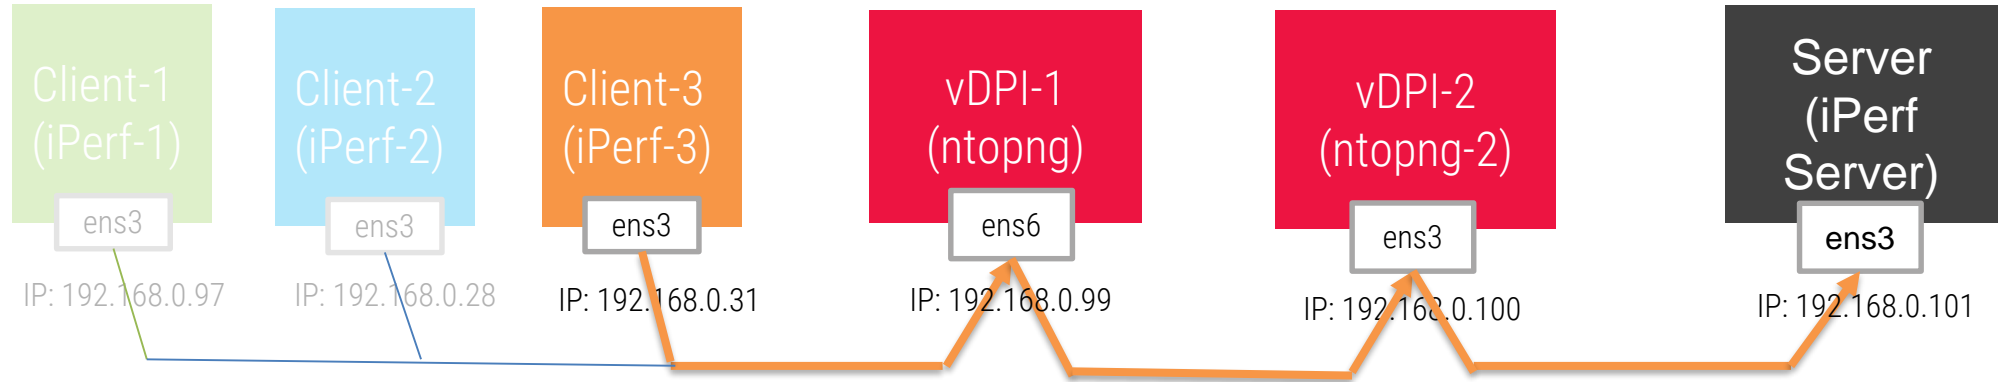 Client-1
(iPerf-1)
ens3
IP: 192.168.0.97
Client-2
(iPerf-2)
ens3
IP: 192.168.0.28
Client-3
(iPerf-3)
ens3
IP: 192.168.0.31
vDPI-1
(ntopng)
ens6
IP: 192.168.0.99
vDPI-2
(ntopng-2)
ens3
IP: 192.168.0.100
Server
(iPerf
Server)
ens3
IP: 192.168.0.101